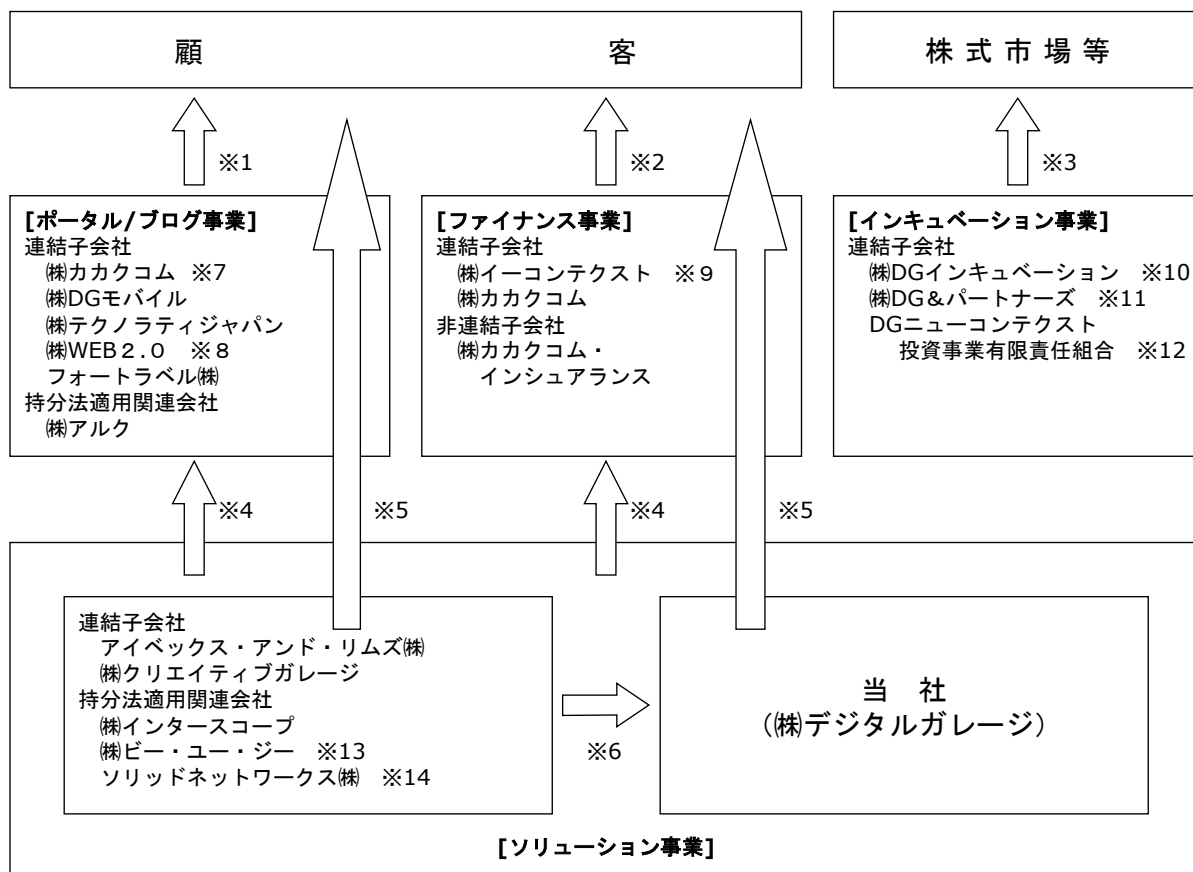 顧 客
株式市場等
※1
※2
※3
[ポータル/ブログ事業]
連結子会社
㈱カカクコム ※7
㈱DGモバイル
㈱テクノラティジャパン
㈱WEB2.0 ※8
フォートラベル㈱
持分法適用関連会社
㈱アルク
[ファイナンス事業]
連結子会社
㈱イーコンテクスト ※9
㈱カカクコム
非連結子会社
㈱カカクコム・
インシュアランス
[インキュベーション事業]
連結子会社
㈱DGインキュベーション ※10
㈱DG&パートナーズ ※11
DGニューコンテクスト
投資事業有限責任組合 ※12
※4
※5
※4
※5
連結子会社
アイベックス・アンド・リムズ㈱
㈱クリエイティブガレージ
持分法適用関連会社
㈱インタースコープ
㈱ビー・ユー・ジー ※13
ソリッドネットワークス㈱ ※14
※6
当 社
(㈱デジタルガレージ)
[ソリューション事業]